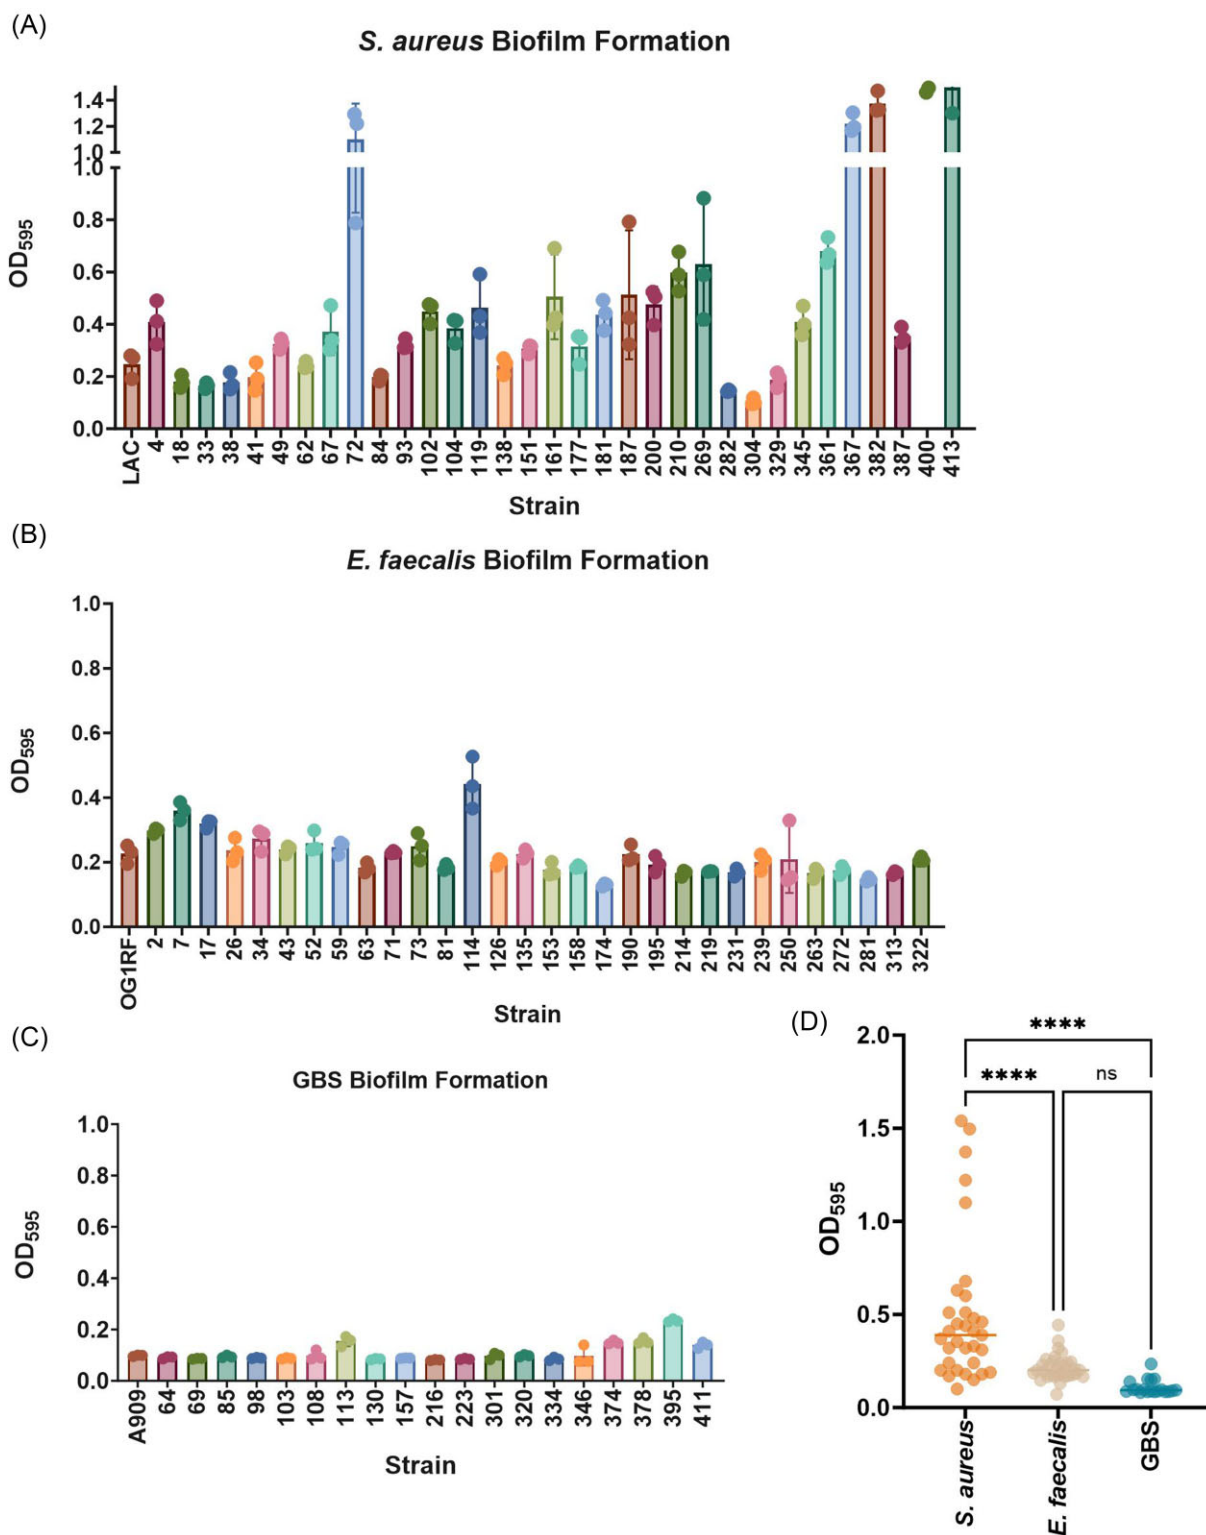 (A)
S. aureus Biofilm Formation
1.4
1.2
1.0
1.0
0.8
0.6
0.4
0.2
0.0
OD595
LAC 4 18 33 38 41 49 62 67 72 84 93 102 104 119 138 151 161 177 181 187 200 210 269 282 304 329 345 361 367 382 387 400 413
Strain
(B)
E. faecalis Biofilm Formation
1.0
0.8
0.6
0.4
0.2
0.0
OD595
OG1RF 2 7 17 26 34 43 52 59 63 71 73 81 114 126 135 153 158 174 190 195 214 219 231 239 250 263 272 281 313 322
Strain
(C)
GBS Biofilm Formation
1.0
0.8
0.6
0.4
0.2
0.0
OD595
A909 64 69 85 98 103 108 113 130 157 216 223 301 320 334 346 374 378 395 411
Strain
(D)
****
**** ns
2.0
1.5
1.0
0.5
0.0
OD595
S. aureus E. faecalis GBS